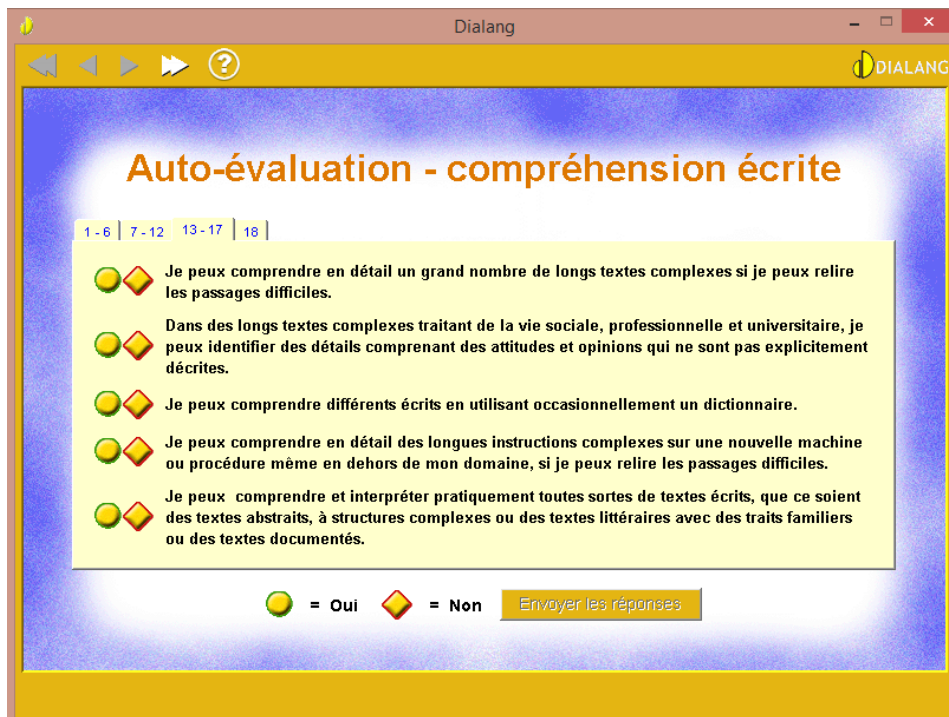 Dialang
?
DIALANG
Auto-évaluation - compréhension écrite
1 - 6 7 - 12 13 - 17 18
Je peux comprendre en détail un grand nombre de longs textes complexes si je peux relire
les passages difficiles.
Dans des longs textes complexes traitant de la vie sociale, professionnelle et universitaire, je
peux identifier des détails comprenant des attitudes et opinions qui ne sont pas explicitement
décrites.
Je peux comprendre différents écrits en utilisant occasionnellement un dictionnaire.
Je peux comprendre en détail des longues instructions complexes sur une nouvelle machine
ou procédure même en dehors de mon domaine, si je peux relire les passages difficiles.
Je peux comprendre et interpréter pratiquement toutes sortes de textes écrits, que ce soient
des textes abstraits, à structures complexes ou des textes littéraires avec des traits familiers
ou des textes documentés.
= Oui = Non Envoyer les réponses